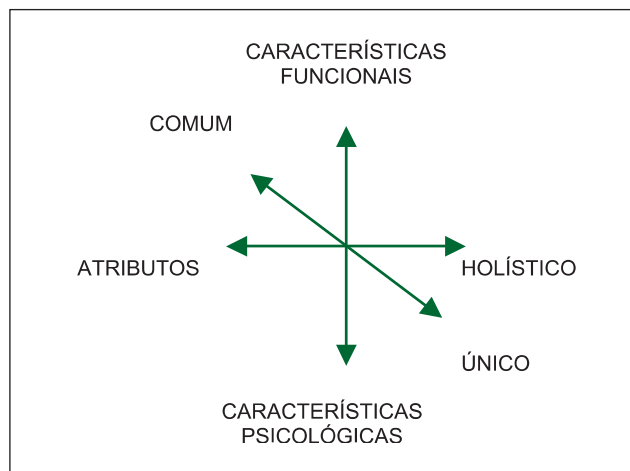 CARACTERÍSTICAS
FUNCIONAIS
COMUM
ATRIBUTOS
HOLÍSTICO
ÚNICO
CARACTERÍSTICAS
PSICOLÓGICAS